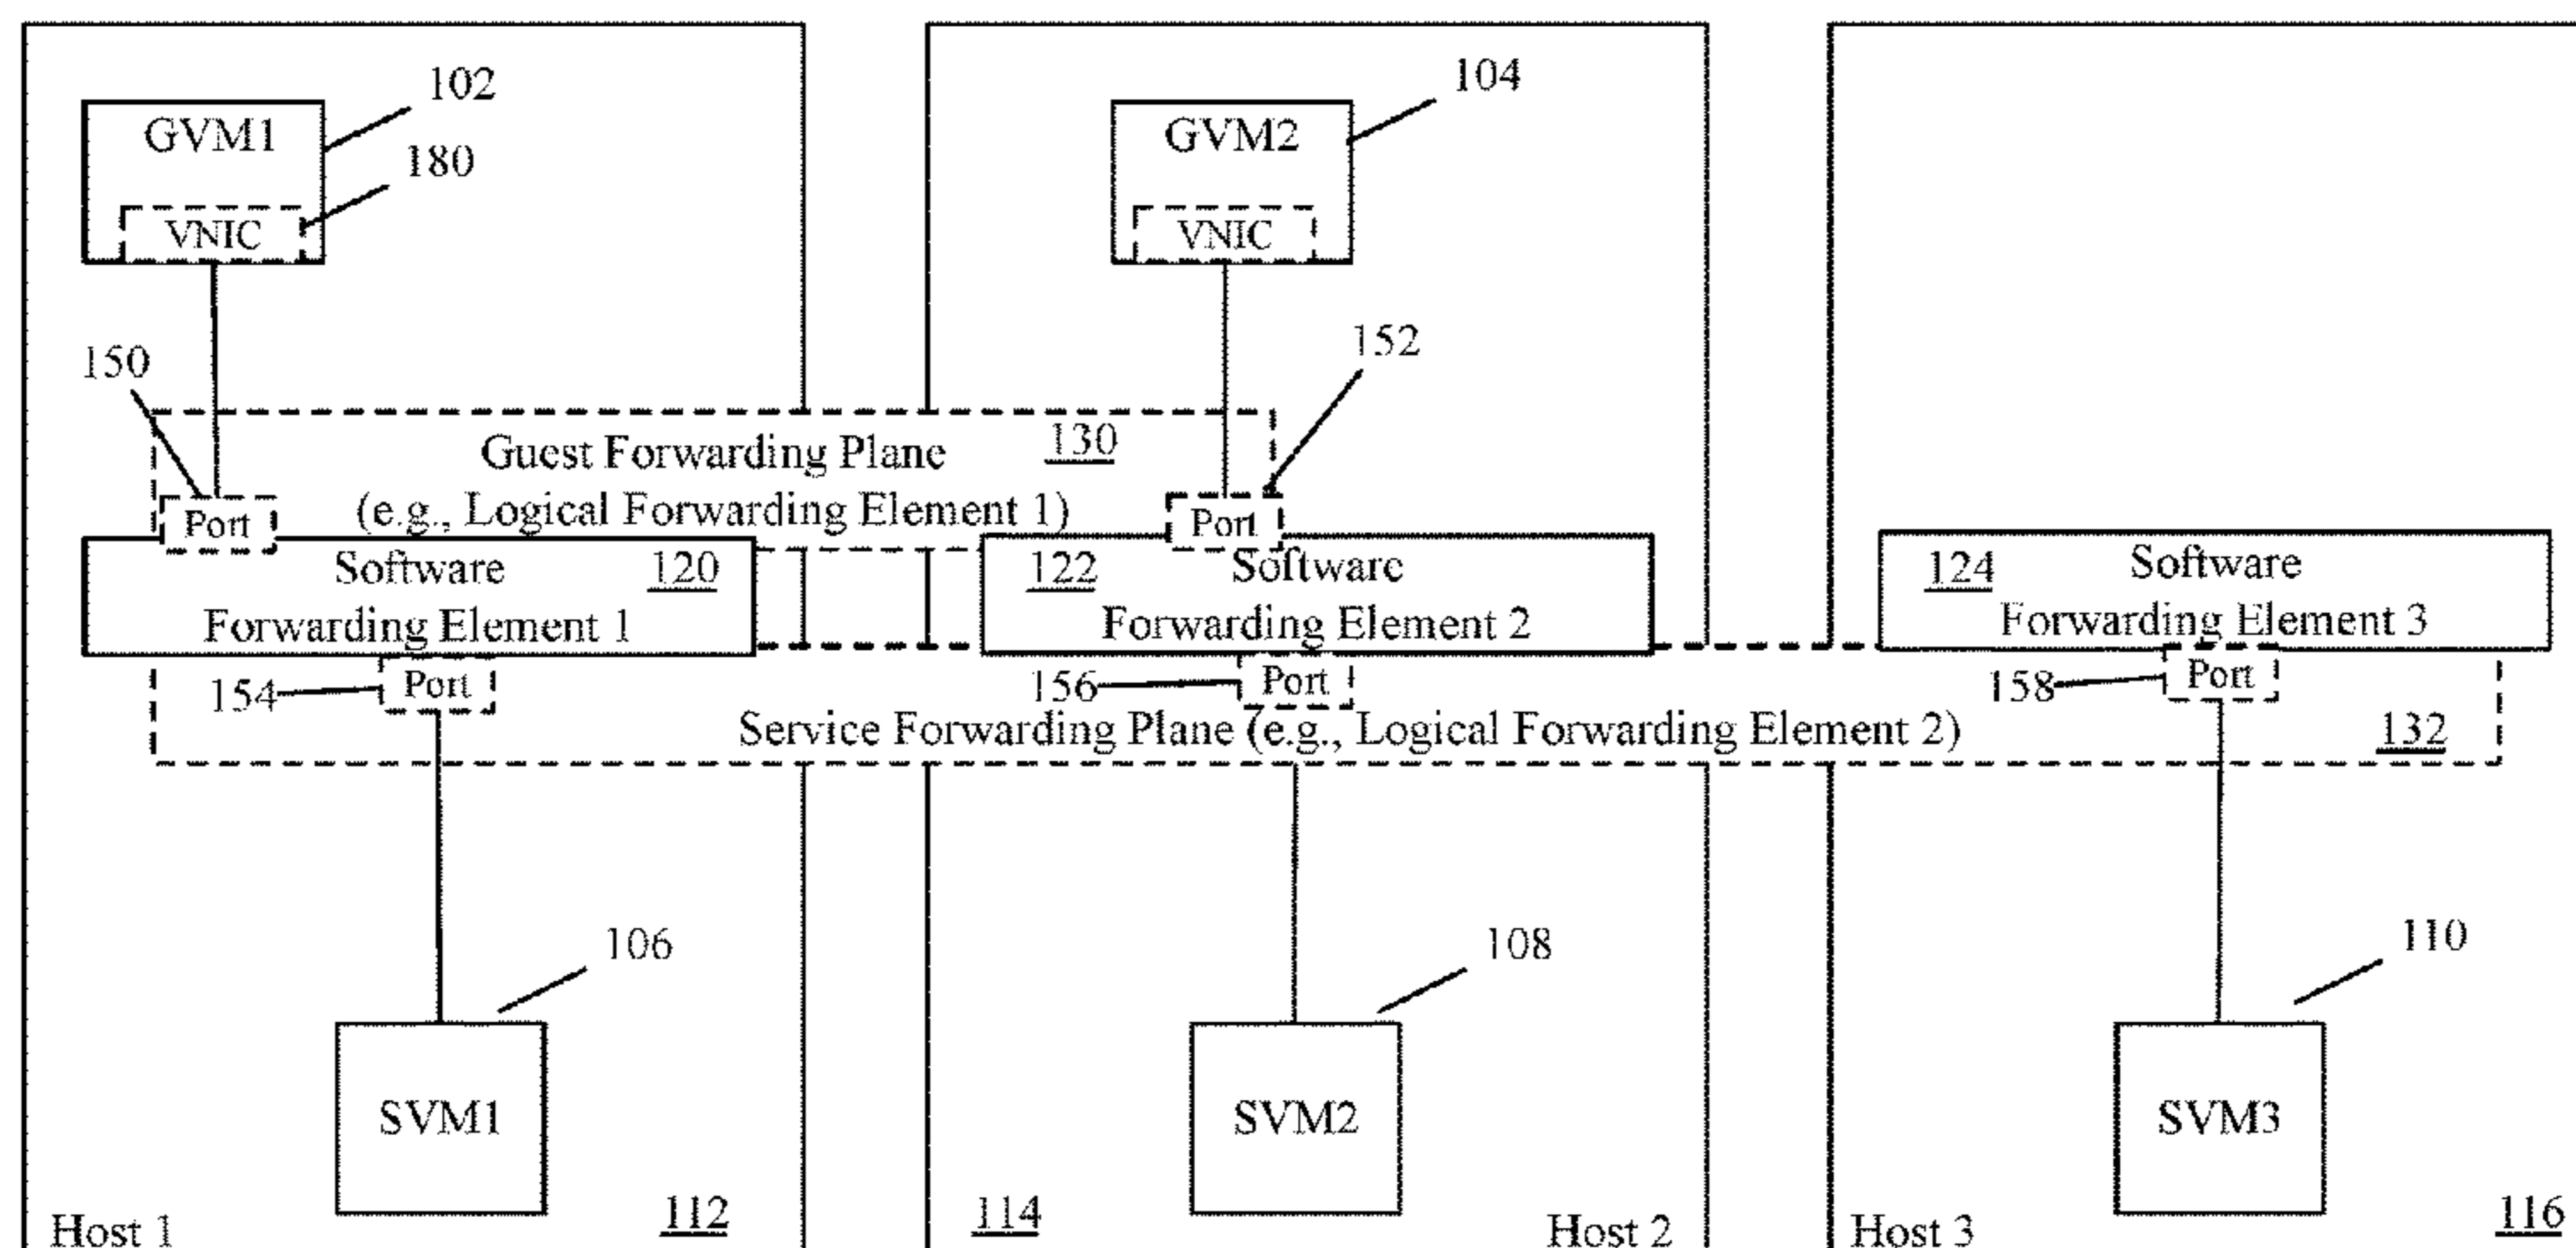 102
104
GVM1
GVM2
180
VNIC
VNIC
150
152
Guest Forwarding Plane
130
(e.g., Logical Forwarding Element 1)
Port
Port
Software
120
Forwarding Element 1
122
Software
Forwarding Element 2
124
Software
Forwarding Element 3
154
Port
156
Port
158
Port
Service Forwarding Plane (e.g., Logical Forwarding Element 2)
132
106
108
110
SVM1
SVM2
SVM3
Host 1
112
114
Host 2
Host 3
116